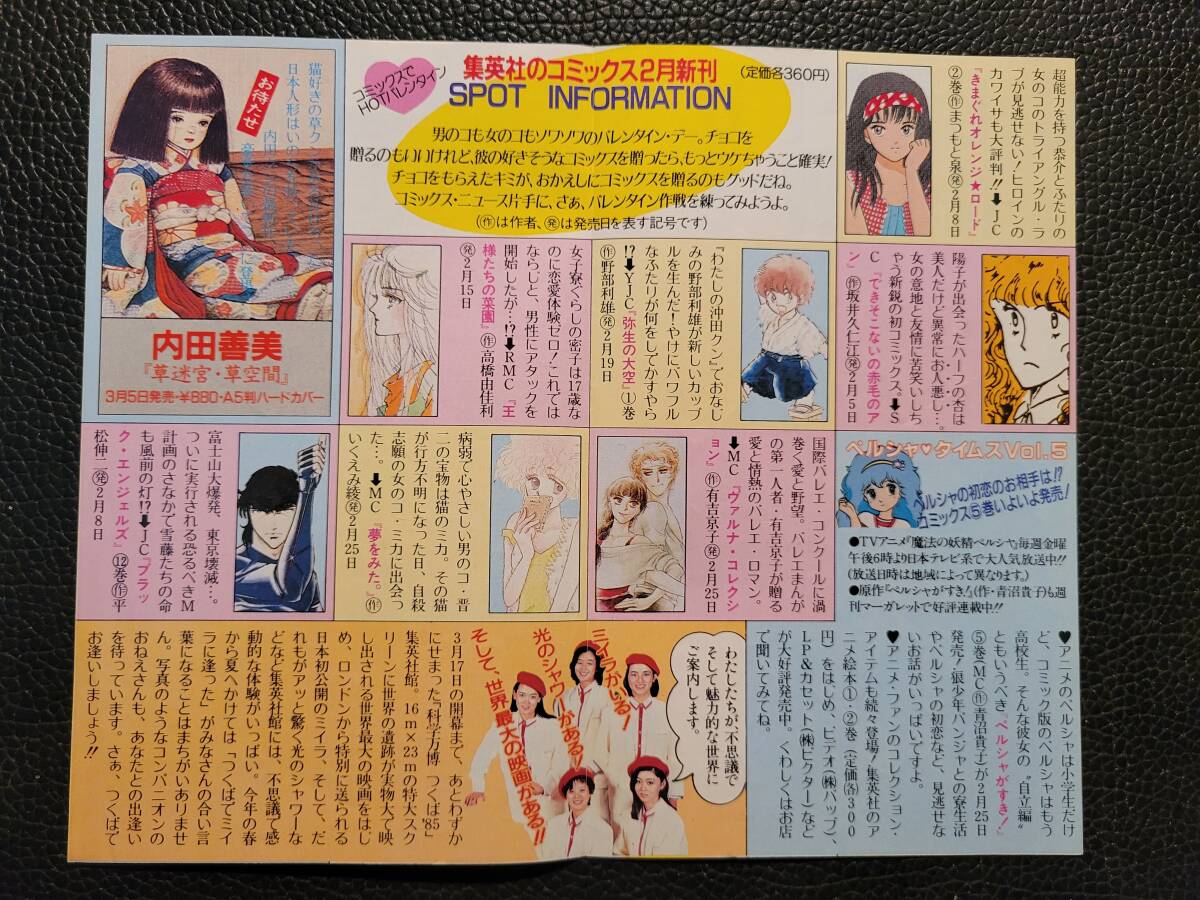 お待たせ
内田善美
『草迷宮・草空間』
3月5日発売・¥880・A5判ハードカバー
コミックスで
HOTバレンタイン
集英社のコミックス2月新刊
(定価各360円)
SPOT INFORMATION
男のコも女のコもソワソワのバレンタイン・デー。チョコを
贈るのもいいけれど、彼の好きそうなコミックスを贈ったら、もっとウケちゃうこと確実!
チョコをもらえたキミが、おかえしにコミックスを贈るのもグッドだね。
コミックス・ニュース片手に、さぁ、バレンタイン作戦を練ってみようよ。
(作は作者、発は発売日を表す記号です)
超能力を持つ恭介とふたりの
女のコのトライアングル・ラ
ブが見逃せない!ヒロインの
カワイサも大評判!!➡JC
『きまぐれオレンジ★ロード』
②巻作まつもと泉発2月8日
女子寮ぐらしの密子は17歳な
のに恋愛体験ゼロ!これでは
ならじと、男性にアタックを
開始したが…!?➡RMC『王
様たちの菜園』作高橋由佳利
発2月15日
『わたしの沖田クン』でおなじ
みの野部利雄が新しいカップ
ルを生んだ!やけにパワフル
なふたりが何をしでかすやら
!?➡YJC『弥生の大空』①巻
作野部利雄発2月19日
陽子が出会ったハーフの杏は
美人だけど異常にお人悪し…。
女の意地と友情に苦笑いしち
ゃう新鋭の初コミックス。➡S
C『できそこないの赤毛のア
ン』作坂井久仁江発2月5日
富士山大爆発、東京壊滅…。
ついに実行される恐るべきM
計画のさなかで雪藤たちの命
も風前の灯!?➡JC『ブラッ
ク・エンジェルズ』⑫巻作平
松伸二発2月8日
病弱で心やさしい男のコ・晋
二の宝物は猫のミカ。その猫
が行方不明になった日、自殺
志願の女のコ・ミカに出会っ
た…。➡MC『夢をみた。』作
いくえみ綾発2月25日
国際バレエ・コンクールに渦
巻く愛と野望。バレエまんが
の第一人者・有吉京子が贈る
愛と情熱のバレエ・ロマン。
➡MC『ヴァルナ・コレクシ
ョン』作有吉京子発2月25日
ペルシャ♥タイムスVol.5
ペルシャの初恋のお相手は!?
コミックス⑤巻いよいよ発売!
●TVアニメ『魔法の妖精ペルシャ』毎週金曜
午後6時より日本テレビ系で大人気放送中!!
(放送日時は地域によって異なります。)
●原作『ペルシャがすき!』(作・青沼貴子)も週
刊マーガレットで好評連載中!!
♥アニメのペルシャは小学生だけ
ど、コミック版のペルシャはもう
高校生。そんな彼女の“自立編”
ともいうべき『ペルシャがすき!』
⑤巻(MC作青沼貴子)が2月25日
発売!狼少年バンジャとの寮生活
やペルシャの初恋など、見逃せな
いお話がいっぱいですよ。
♥アニメ・ファンのコレクション・
アイテムも続々登場!集英社のア
ニメ絵本①・②巻(定価各300
円)をはじめ、ビデオ(株)バップ)、
LP&カセット(株)ビクター)など
が大好評発売中。くわしくはお店
で聞いてみてね。
わたしたちが、不思議で
そして魅力的な世界に
ご案内します。
ミイラがいる!
光のシャワーがある!!
そして、世界最大の映画がある!!
3月17日の開幕まで、あとわずか
にせまった『科学万博 つくば'85』
集英社館。16m×23mの特大スク
リーンに世界の遺跡が実物大で映
し出される世界最大の映画をはじ
め、ロンドンから特別に送られる
日本初公開のミイラ、そして、だ
れもがアッと驚く光のシャワーな
どなど集英社館には、不思議で感
動的な体験がいっぱい。今年の春
から夏へかけては「つくばでミイ
ラに逢った」がみなさんの合い言
葉になることはまちがいありませ
ん。写真のようなコンパニオンの
おねえさんも、あなたとの出逢い
を待っています。さぁ、つくばで
お逢いしましょう!!